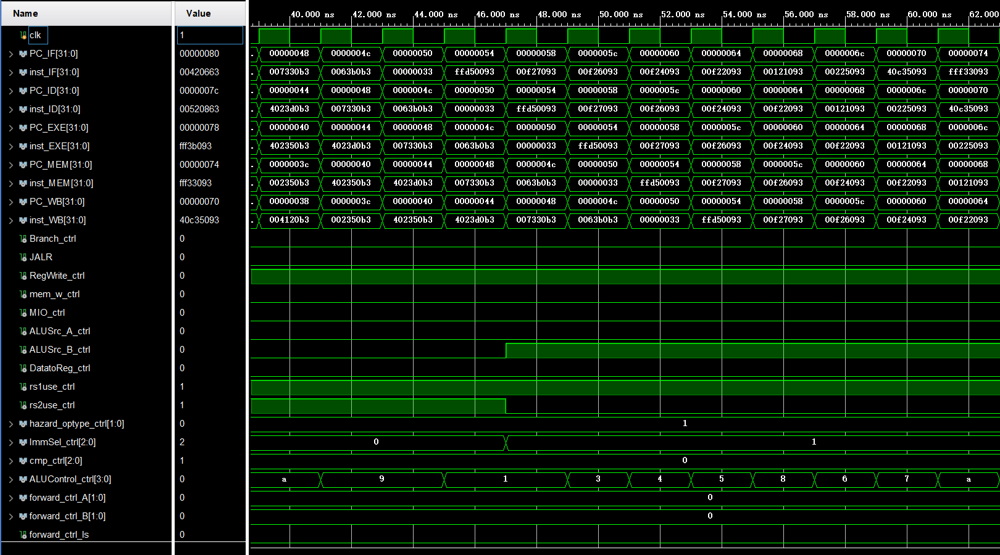 Name Value 40.000 ns 42.000 ns 44.000 ns 46.000 ns 48.000 ns 50.000 ns 52.000 ns 54.000 ns 56.000 ns 58.000 ns 60.000 ns 62.000
clk 1
PC_IF[31:0] 00000080 00000048 0000004c 00000050 00000054 00000058 0000005c 00000060 00000064 00000068 0000006c 00000070 00000074
inst_IF[31:0] 00420663 007330b3 0063b0b3 00000033 ffd50093 00f27093 00f26093 00f24093 00f22093 00121093 00225093 40c35093 fff33093
PC_ID[31:0] 0000007c 00000044 00000048 0000004c 00000050 00000054 00000058 0000005c 00000060 00000064 00000068 0000006c 00000070
inst_ID[31:0] 00520863 4023d0b3 007330b3 0063b0b3 00000033 ffd50093 00f27093 00f26093 00f24093 00f22093 00121093 00225093 40c35093
PC_EXE[31:0] 00000078 00000040 00000044 00000048 0000004c 00000050 00000054 00000058 0000005c 00000060 00000064 00000068 0000006c
inst_EXE[31:0] fff3b093 402350b3 4023d0b3 007330b3 0063b0b3 00000033 ffd50093 00f27093 00f26093 00f24093 00f22093 00121093 00225093
PC_MEM[31:0] 00000074 0000003c 00000040 00000044 00000048 0000004c 00000050 00000054 00000058 0000005c 00000060 00000064 00000068
inst_MEM[31:0] fff33093 002350b3 402350b3 4023d0b3 007330b3 0063b0b3 00000033 ffd50093 00f27093 00f26093 00f24093 00f22093 00121093
PC_WB[31:0] 00000070 00000038 0000003c 00000040 00000044 00000048 0000004c 00000050 00000054 00000058 0000005c 00000060 00000064
inst_WB[31:0] 40c35093 004120b3 002350b3 402350b3 4023d0b3 007330b3 0063b0b3 00000033 ffd50093 00f27093 00f26093 00f24093 00f22093
Branch_ctrl 0
JALR 0
RegWrite_ctrl 0
mem_w_ctrl 0
MIO_ctrl 0
ALUSrc_A_ctrl 0
ALUSrc_B_ctrl 0
DatatoReg_ctrl 0
rs1use_ctrl 1
rs2use_ctrl 1
hazard_optype_ctrl[1:0] 0 1
ImmSel_ctrl[2:0] 2 0 1
cmp_ctrl[2:0] 1 0
ALUControl_ctrl[3:0] 0 a 9 1 3 4 5 8 6 7 a
forward_ctrl_A[1:0] 0 0
forward_ctrl_B[1:0] 0 0
forward_ctrl_ls 0